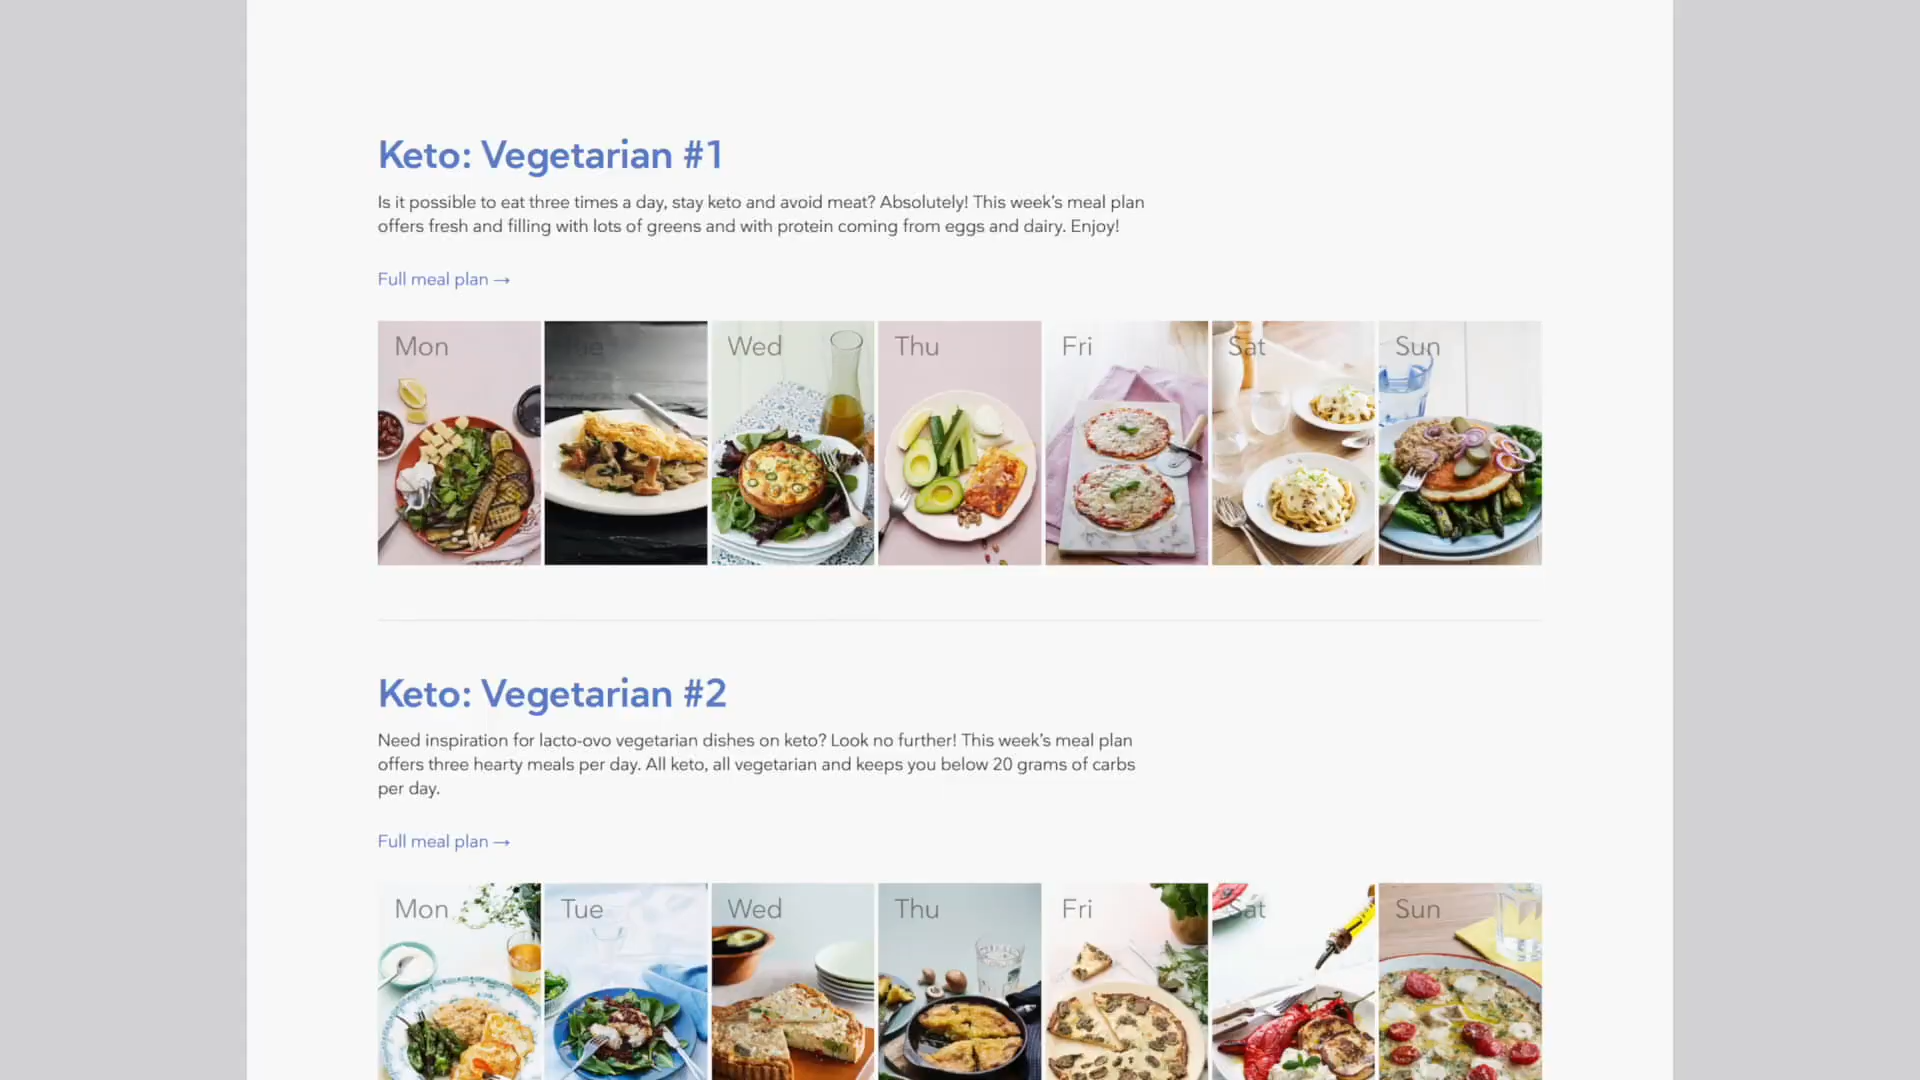 Keto: Vegetarian #1
Is it possible to eat three times a day, stay keto and avoid meat? Absolutely! This week's meal plan
offers fresh and filling with lots of greens and with protein coming from eggs and dairy. Enjoy!
Full meal plan →
Mon Tue Wed Thu Fri Sat Sun
Keto: Vegetarian #2
Need inspiration for lacto-ovo vegetarian dishes on keto? Look no further! This week's meal plan
offers three hearty meals per day. All keto, all vegetarian and keeps you below 20 grams of carbs
per day.
Full meal plan →
Mon Tue Wed Thu Fri Sat Sun